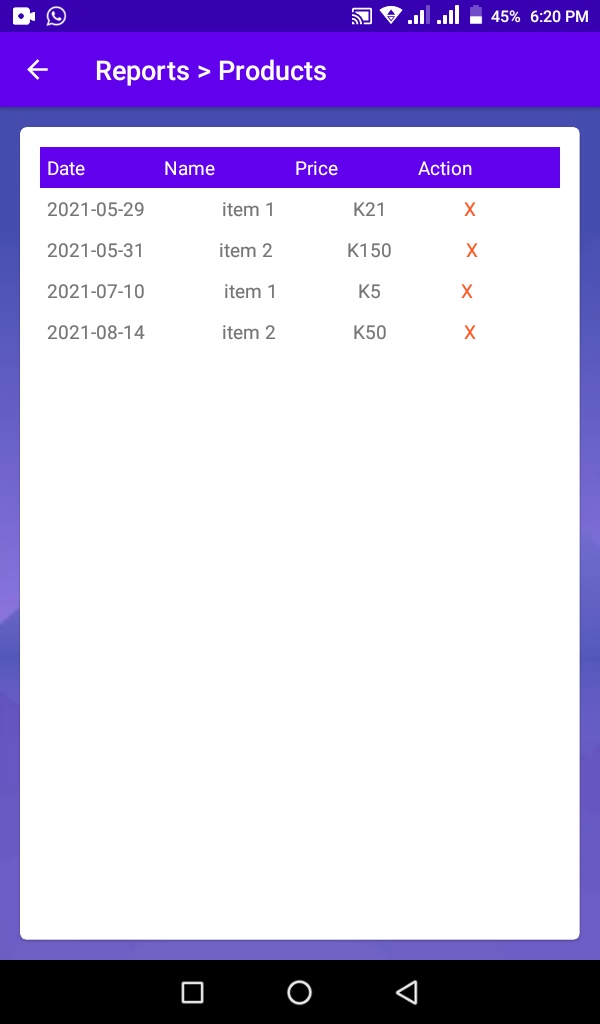 45% 6:20 PM
Reports > Products
Date Name Price Action
2021-05-29 item 1 K21 X
2021-05-31 item 2 K150 X
2021-07-10 item 1 K5 X
2021-08-14 item 2 K50 X